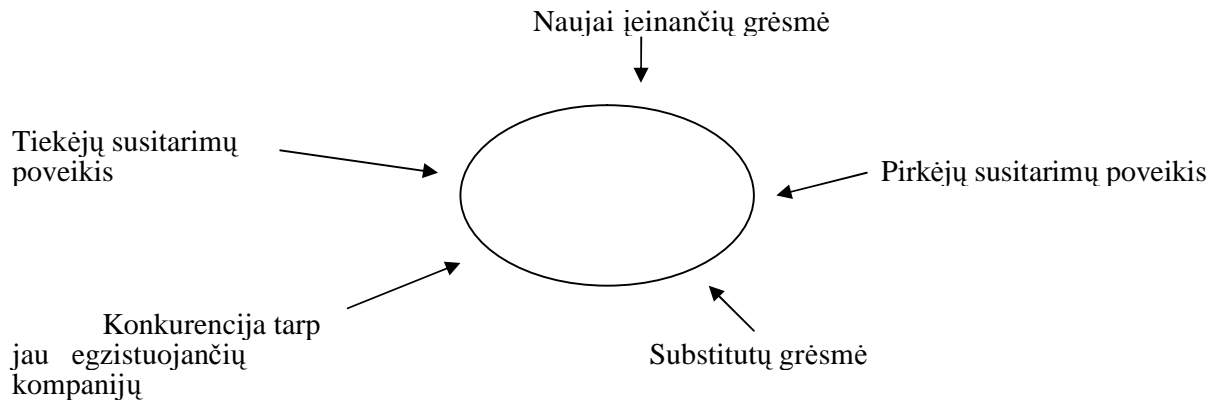 Naujai įeinančių grėsmė
Tiekėjų susitarimų
poveikis
Pirkėjų susitarimų poveikis
Konkurencija tarp
jau egzistuojančių
kompanijų
Substitutų grėsmė